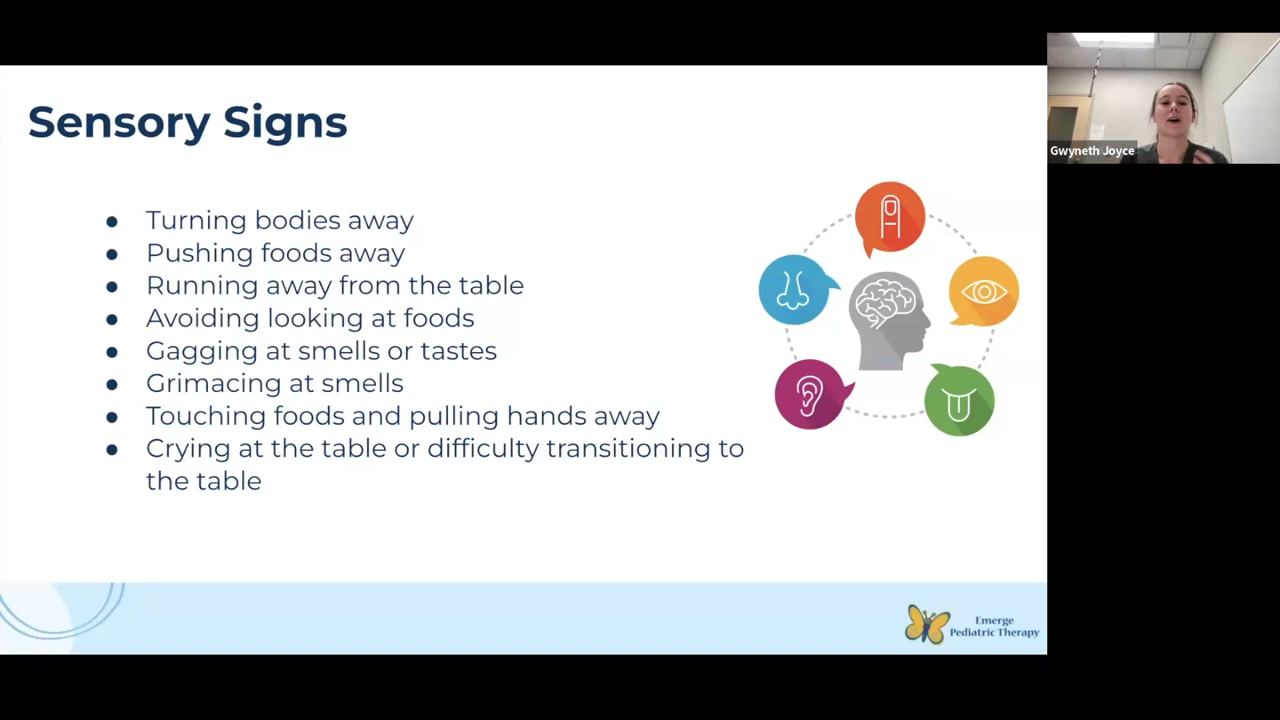 Sensory Signs
● Turning bodies away
● Pushing foods away
● Running away from the table
● Avoiding looking at foods
● Gagging at smells or tastes
● Grimacing at smells
● Touching foods and pulling hands away
● Crying at the table or difficulty transitioning to
the table
Emerge
Pediatric Therapy
Gwyneth Joyce